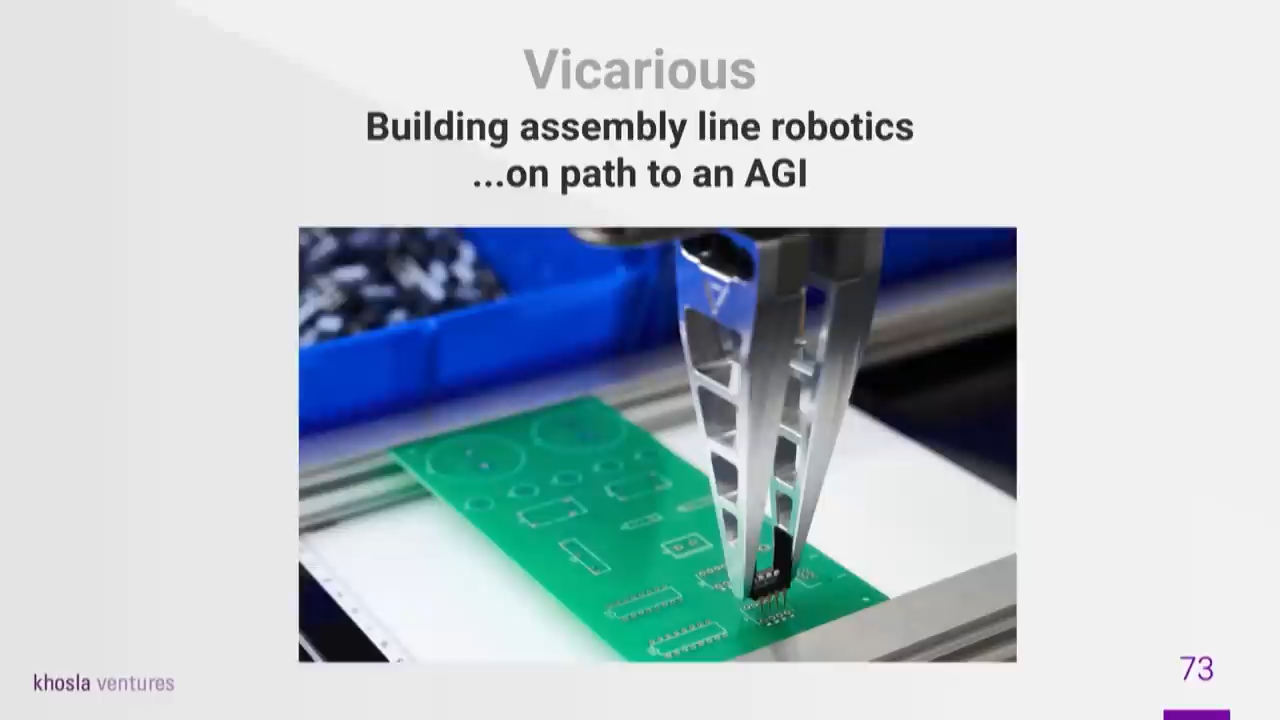 Vicarious
Building assembly line robotics
...on path to an AGI
khosla ventures
73